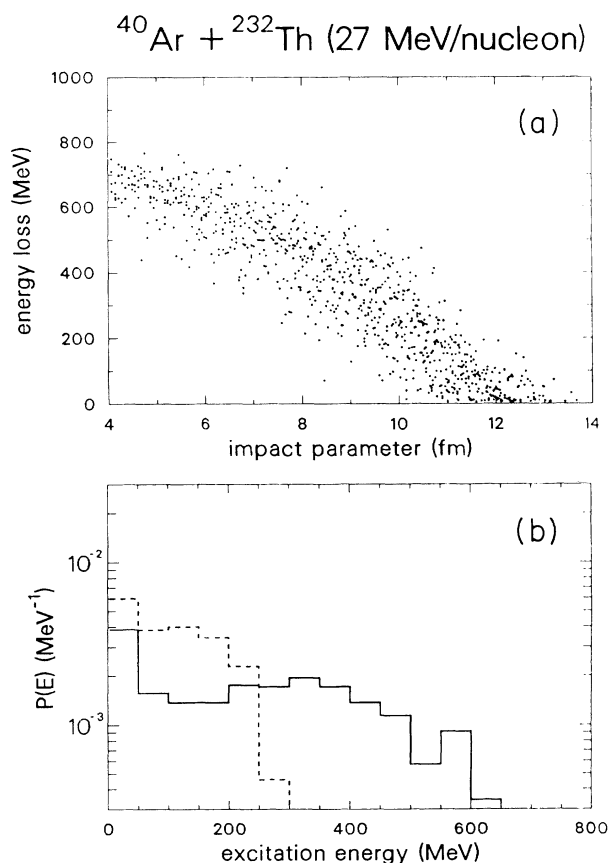 ⁴⁰Ar + ²³²Th (27 MeV/nucleon)
(a)
energy loss (MeV)
1000
800
600
400
200
0
4 6 8 10 12 14
impact parameter (fm)
(b)
P(E) (MeV⁻¹)
10⁻²
10⁻³
0 200 400 600 800
excitation energy (MeV)